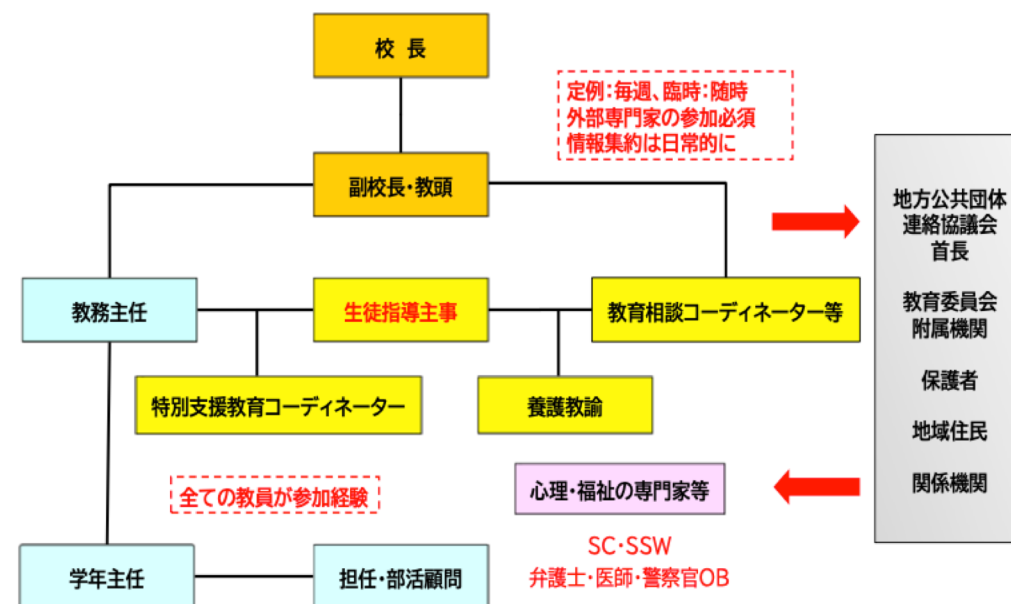 校 長
定例：毎週、臨時：随時
外部専門家の参加必須
情報集約は日常的に
副校長・教頭
地方公共団体
連絡協議会
首長
教育委員会
附属機関
保護者
地域住民
関係機関
教務主任
生徒指導主事
教育相談コーディネーター等
特別支援教育コーディネーター
養護教諭
全ての教員が参加経験
心理・福祉の専門家等
SC・SSW
弁護士・医師・警察官OB
学年主任
担任・部活顧問